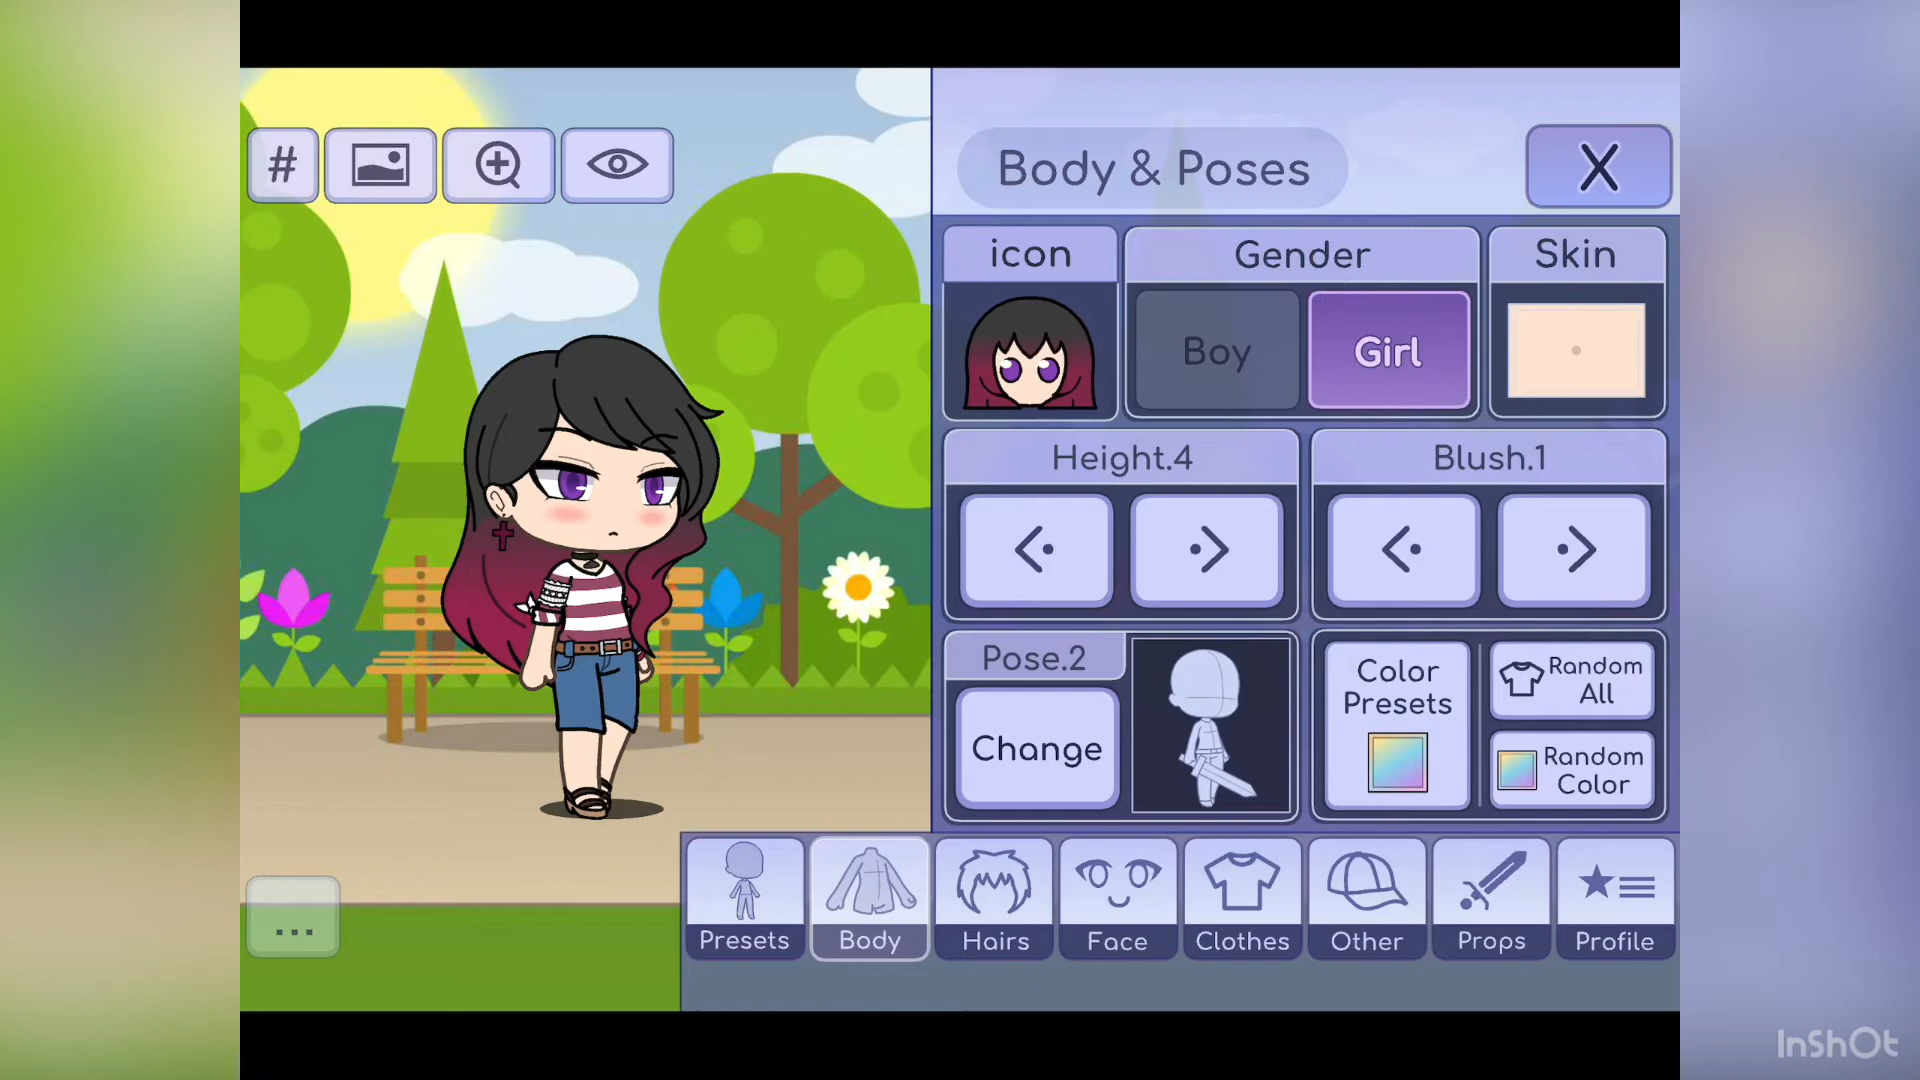 #
Body & Poses
X
icon
Gender
Skin
Boy
Girl
Height.4
Blush.1
Pose.2
Change
Color
Presets
Random
All
Random
Color
...
Presets
Body
Hairs
Face
Clothes
Other
Props
Profile
InShOt